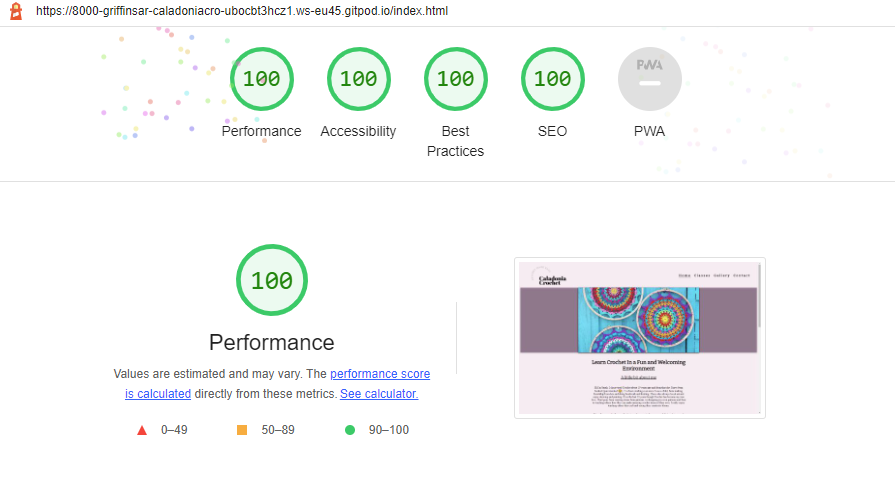 https://8000-griffinsar-caladoniacro-ubocbt3hcz1.ws-eu45.gitpod.io/index.html
100 100 100 100 PWA
Performance Accessibility Best Practices SEO PWA
100
Performance
Values are estimated and may vary. The performance score
is calculated directly from these metrics. See calculator.
0–49 50–89 90–100
Caladonia
Crochet
Home Classes Gallery Contact
Learn Crochet in a Fun and Welcoming
Environment